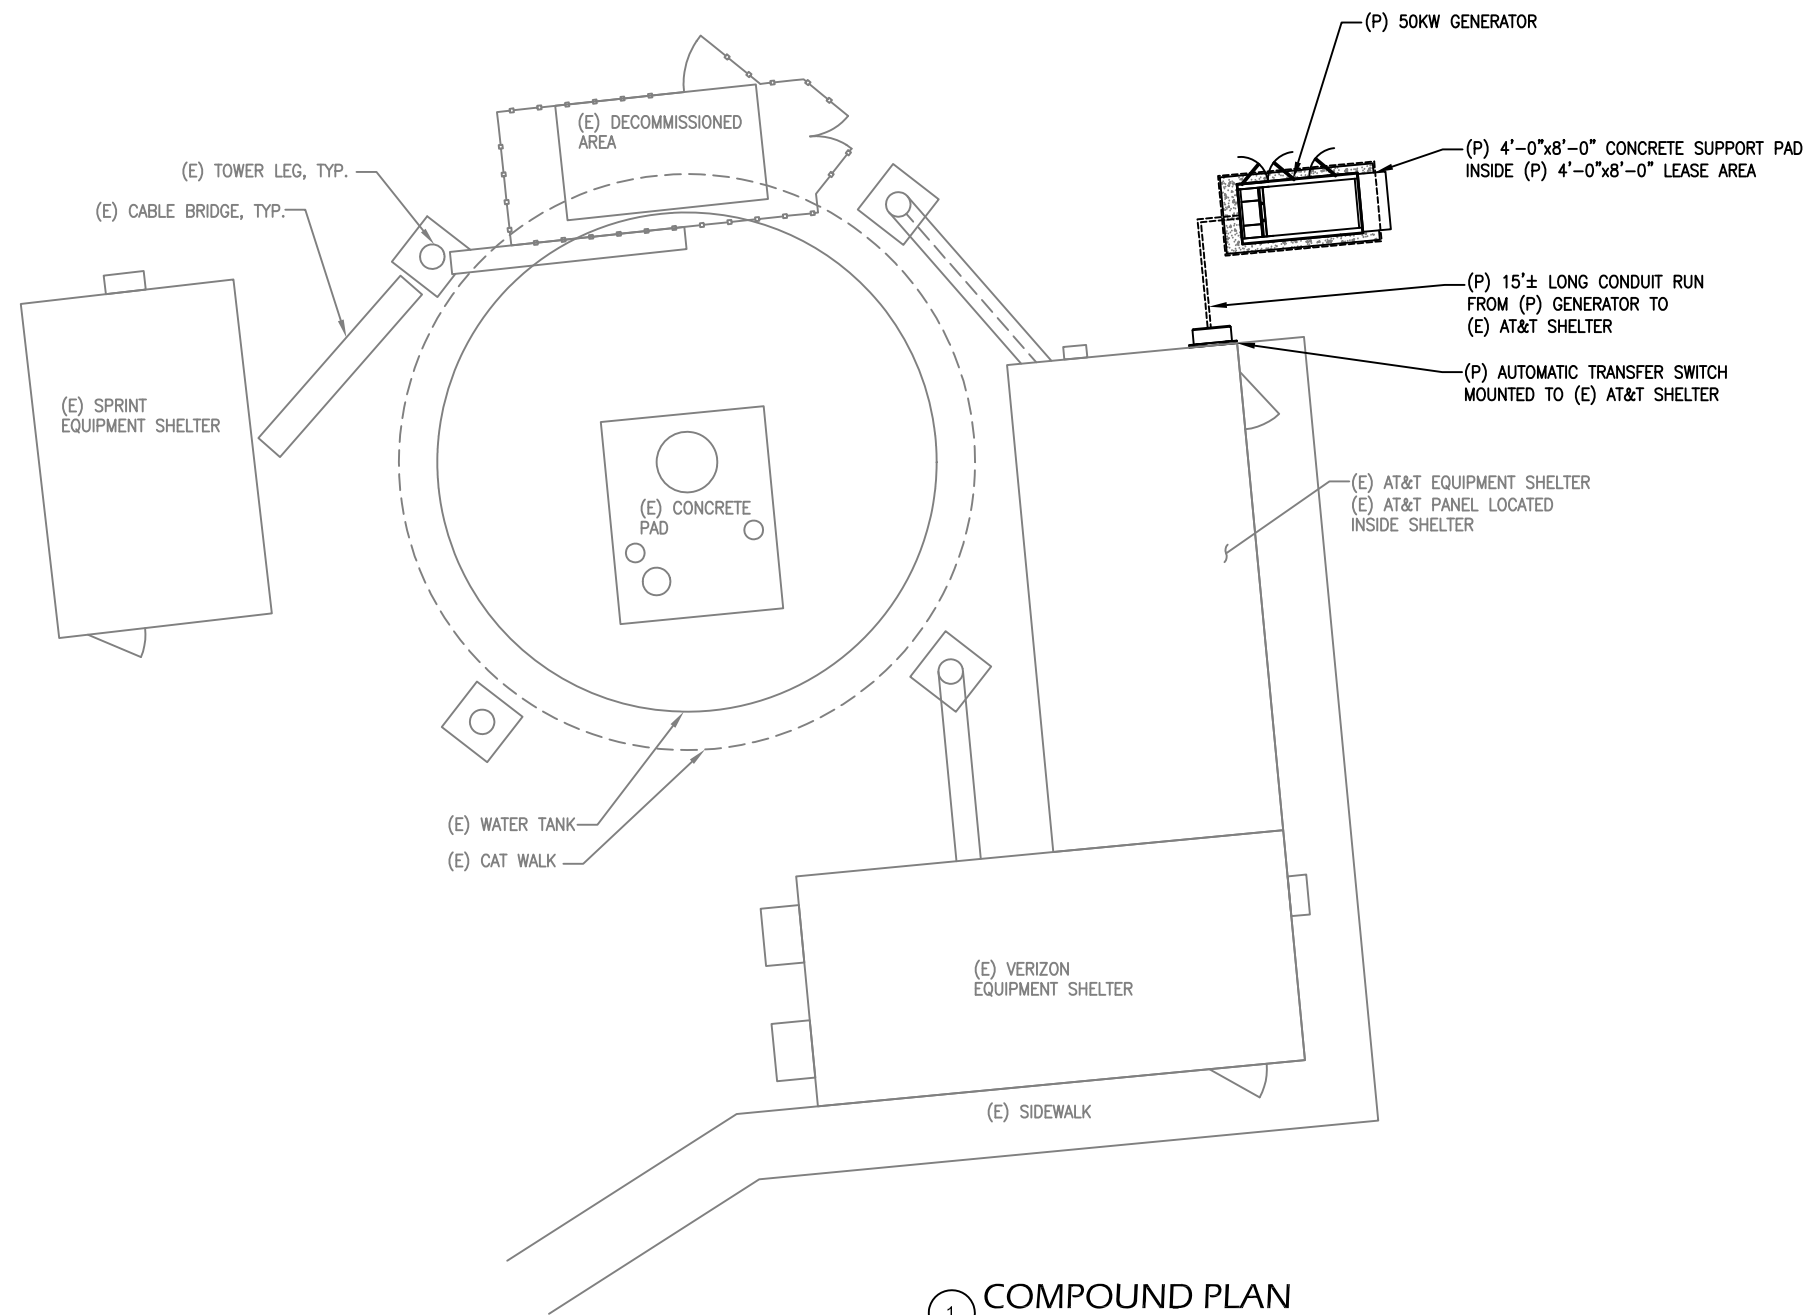 (P) 50KW GENERATOR
(E) DECOMMISSIONED
AREA
(P) 4'-0"x8'-0" CONCRETE SUPPORT PAD
INSIDE (P) 4'-0"x8'-0" LEASE AREA
(E) TOWER LEG, TYP.
(E) CABLE BRIDGE, TYP.
(P) 15'± LONG CONDUIT RUN
FROM (P) GENERATOR TO
(E) AT&T SHELTER
(P) AUTOMATIC TRANSFER SWITCH
MOUNTED TO (E) AT&T SHELTER
(E) SPRINT
EQUIPMENT SHELTER
(E) AT&T EQUIPMENT SHELTER
(E) AT&T PANEL LOCATED
INSIDE SHELTER
(E) CONCRETE
PAD
(E) WATER TANK
(E) CAT WALK
(E) VERIZON
EQUIPMENT SHELTER
(E) SIDEWALK
1 COMPOUND PLAN